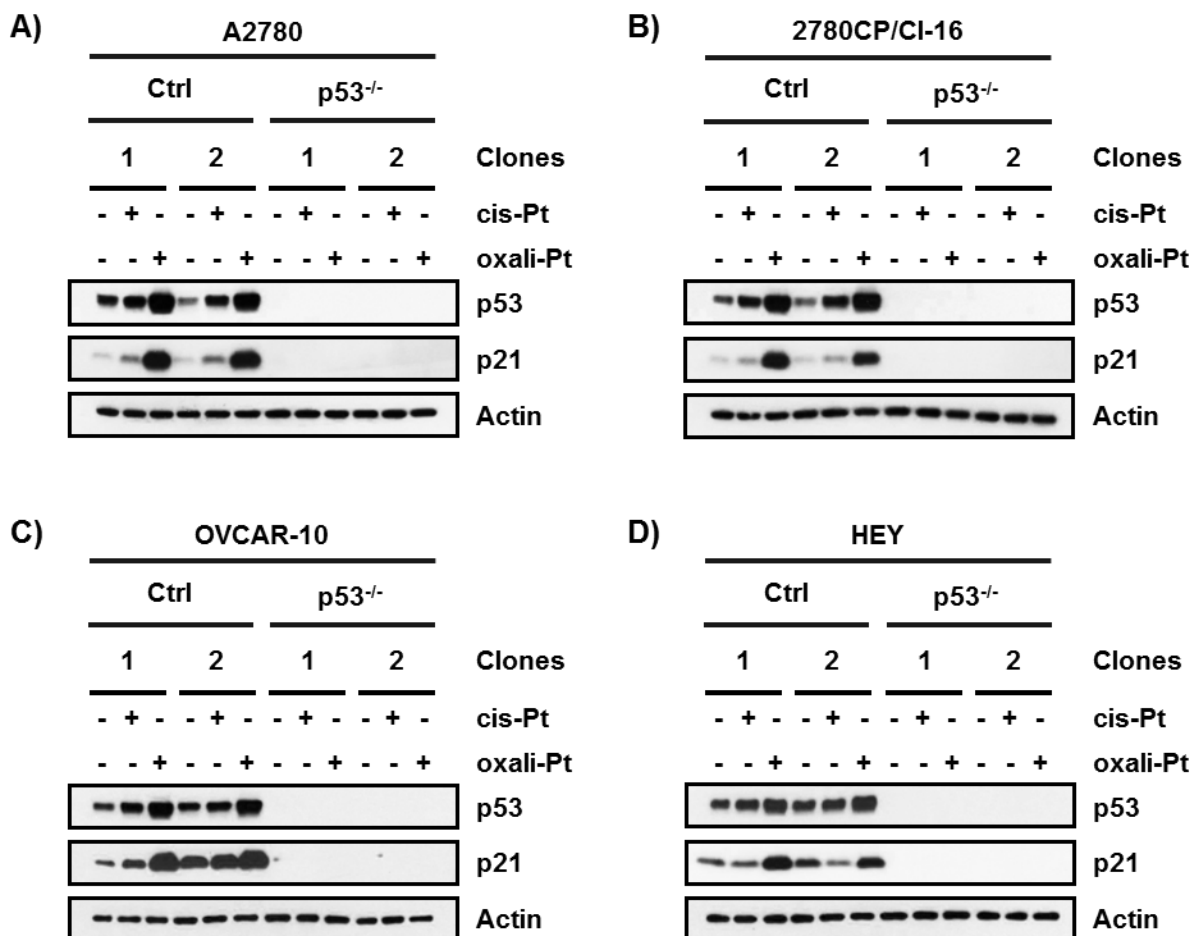 A) A2780
Ctrl p53-/-
1 2 1 2 Clones
- + - - + - - + - - + - cis-Pt
- - + - - + - - + - - + oxali-Pt
p53
p21
Actin
B) 2780CP/CI-16
Ctrl p53-/-
1 2 1 2 Clones
- + - - + - - + - - + - cis-Pt
- - + - - + - - + - - + oxali-Pt
p53
p21
Actin
C) OVCAR-10
Ctrl p53-/-
1 2 1 2 Clones
- + - - + - - + - - + - cis-Pt
- - + - - + - - + - - + oxali-Pt
p53
p21
Actin
D) HEY
Ctrl p53-/-
1 2 1 2 Clones
- + - - + - - + - - + - cis-Pt
- - + - - + - - + - - + oxali-Pt
p53
p21
Actin